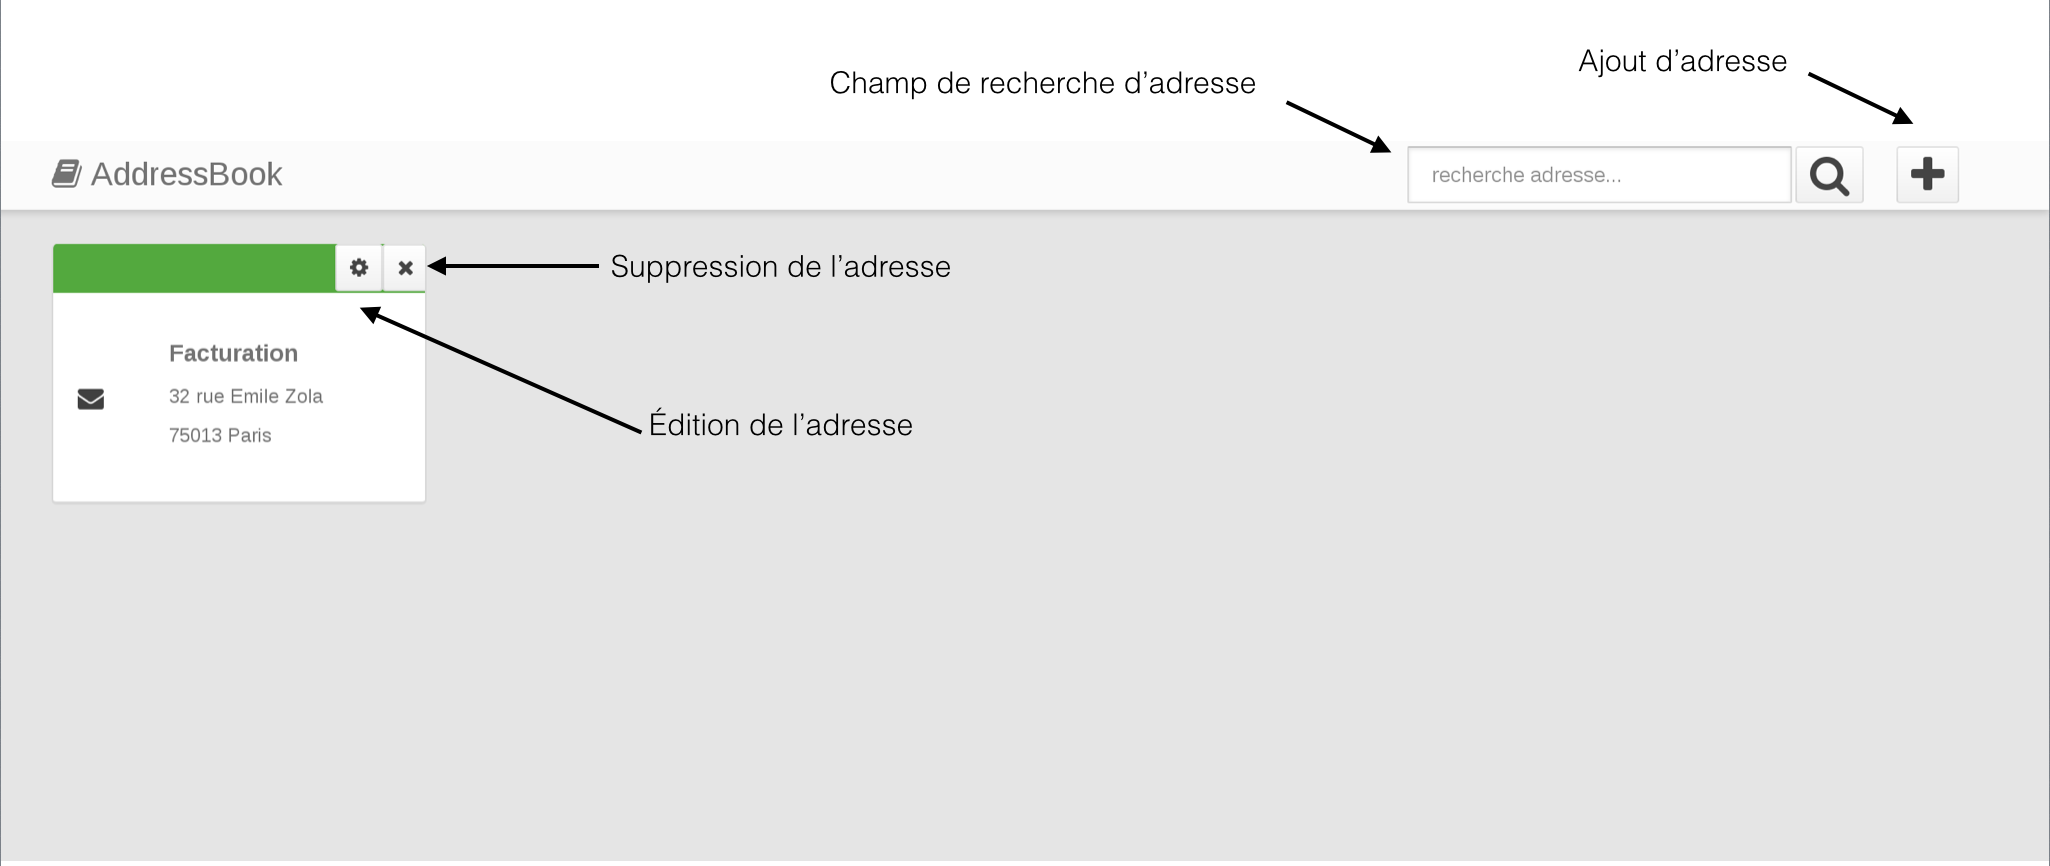 Ajout d’adresse
Champ de recherche d’adresse
AddressBook
recherche adresse...
Suppression de l’adresse
Facturation
32 rue Emile Zola
75013 Paris
Édition de l’adresse